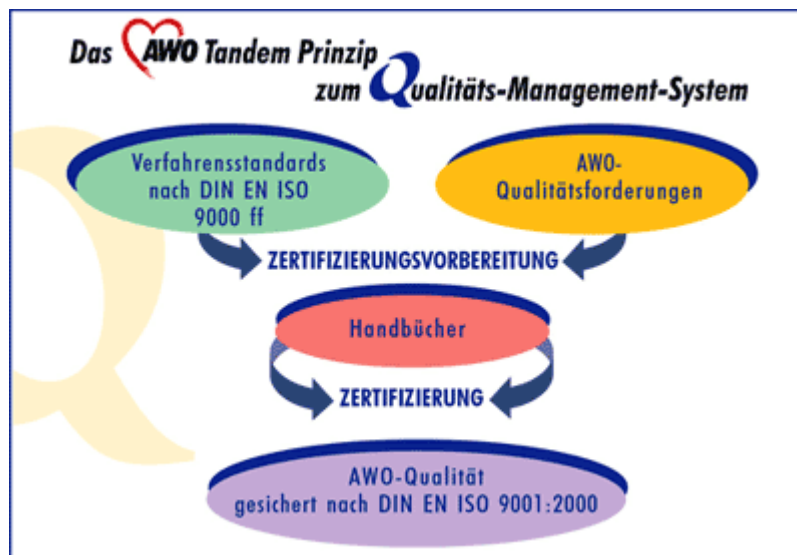 Das AWO Tandem Prinzip
zum Qualitäts-Management-System
Verfahrensstandards
nach DIN EN ISO
9000 ff
AWO-
Qualitätsforderungen
ZERTIFIZIERUNGSVORBEREITUNG
Handbücher
ZERTIFIZIERUNG
AWO-Qualität
gesichert nach DIN EN ISO 9001:2000